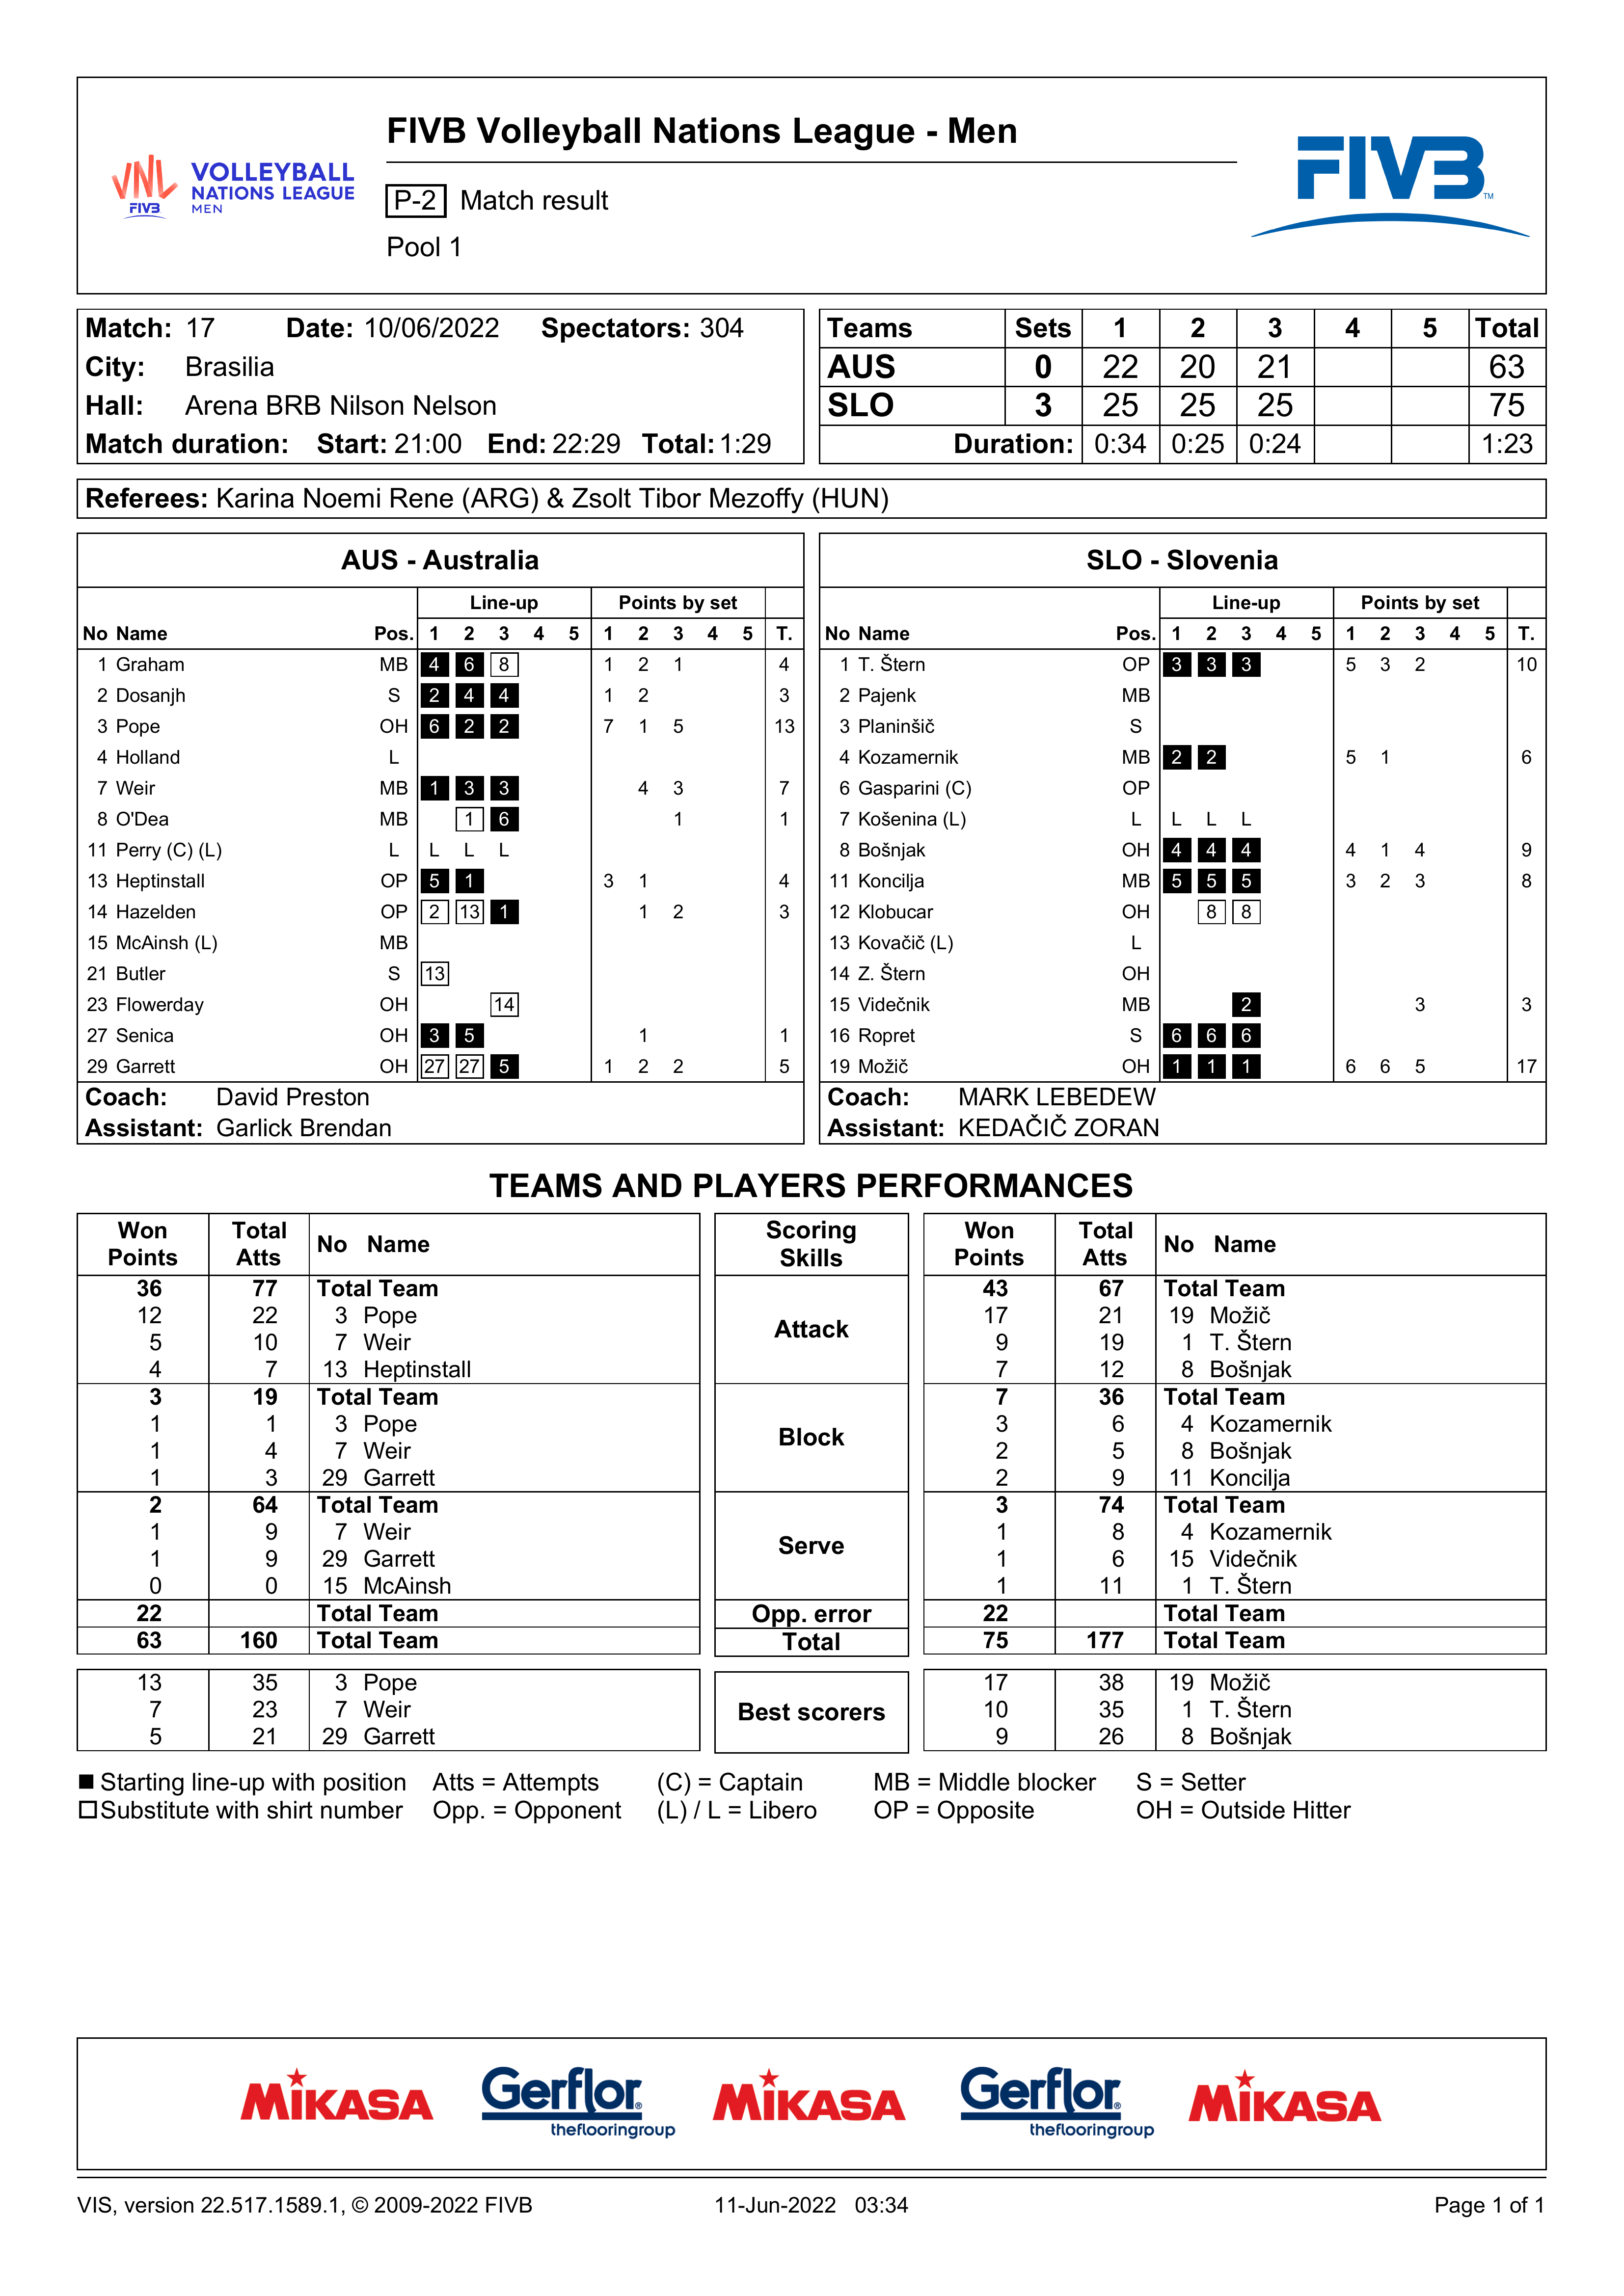 FIVB Volleyball Nations League - Men
VNL FIVB VOLLEYBALL NATIONS LEAGUE MEN
P-2 Match result
Pool 1
FIVB TM
Match: 17 Date: 10/06/2022 Spectators: 304
City: Brasilia
Hall: Arena BRB Nilson Nelson
Match duration: Start: 21:00 End: 22:29 Total: 1:29
Teams Sets 1 2 3 4 5 Total
AUS 0 22 20 21 63
SLO 3 25 25 25 75
Duration: 0:34 0:25 0:24 1:23
Referees: Karina Noemi Rene (ARG) & Zsolt Tibor Mezoffy (HUN)
AUS - Australia
Line-up Points by set
No Name Pos. 1 2 3 4 5 1 2 3 4 5 T.
1 Graham MB 4 6 8 1 2 1 4
2 Dosanjh S 2 4 4 1 2 3
3 Pope OH 6 2 2 7 1 5 13
4 Holland L
7 Weir MB 1 3 3 4 3 7
8 O'Dea MB 1 6 1 1
11 Perry (C) (L) L L L L
13 Heptinstall OP 5 1 3 1 4
14 Hazelden OP 2 13 1 1 2 3
15 McAinsh (L) MB
21 Butler S 13
23 Flowerday OH 14
27 Senica OH 3 5 1 1
29 Garrett OH 27 27 5 1 2 2 5
Coach: David Preston
Assistant: Garlick Brendan
SLO - Slovenia
Line-up Points by set
No Name Pos. 1 2 3 4 5 1 2 3 4 5 T.
1 T. Štern OP 3 3 3 5 3 2 10
2 Pajenk MB
3 Planinšič S
4 Kozamernik MB 2 2 5 1 6
6 Gasparini (C) OP
7 Košenina (L) L L L L
8 Bošnjak OH 4 4 4 4 1 4 9
11 Koncilja MB 5 5 5 3 2 3 8
12 Klobucar OH 8 8
13 Kovačič (L) L
14 Z. Štern OH
15 Videčnik MB 2 3 3
16 Ropret S 6 6 6
19 Možič OH 1 1 1 6 6 5 17
Coach: MARK LEBEDEW
Assistant: KEDAČIČ ZORAN
TEAMS AND PLAYERS PERFORMANCES
Won Points Total Atts No Name Scoring Skills Won Points Total Atts No Name
36 77 Total Team 43 67 Total Team
12 22 3 Pope 17 21 19 Možič
Attack
5 10 7 Weir 9 19 1 T. Štern
4 7 13 Heptinstall 7 12 8 Bošnjak
3 19 Total Team 7 36 Total Team
1 1 3 Pope 3 6 4 Kozamernik
Block
1 4 7 Weir 2 5 8 Bošnjak
1 3 29 Garrett 2 9 11 Koncilja
2 64 Total Team 3 74 Total Team
1 9 7 Weir 1 8 4 Kozamernik
Serve
1 9 29 Garrett 1 6 15 Videčnik
0 0 15 McAinsh 1 11 1 T. Štern
22 Total Team Opp. error 22 Total Team
63 160 Total Team Total 75 177 Total Team
13 35 3 Pope 17 38 19 Možič
7 23 7 Weir Best scorers 10 35 1 T. Štern
5 21 29 Garrett 9 26 8 Bošnjak
Starting line-up with position Atts = Attempts (C) = Captain MB = Middle blocker S = Setter
Substitute with shirt number Opp. = Opponent (L) / L = Libero OP = Opposite OH = Outside Hitter
MIKASA Gerflor® theflooringgroup MIKASA Gerflor® theflooringgroup MIKASA
VIS, version 22.517.1589.1, © 2009-2022 FIVB 11-Jun-2022 03:34 Page 1 of 1